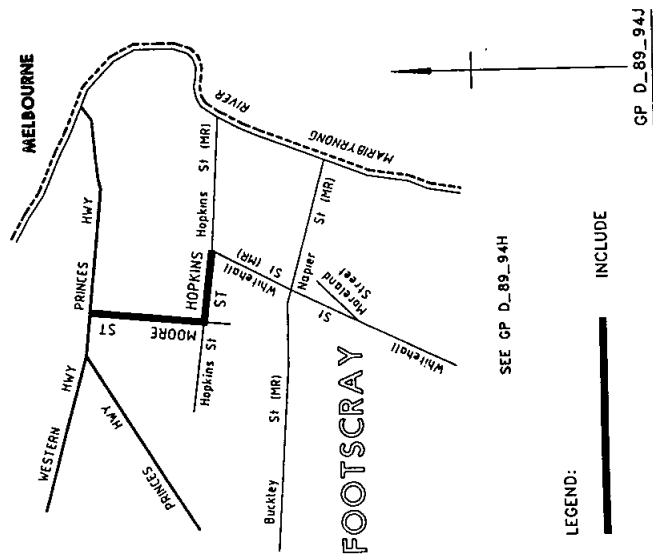 MELBOURNE
PRINCES HWY
WESTERN HWY
PRINCES HWY
MOORE ST
HOPKINS ST
Hopkins St (MR)
Hopkins St
RIVER
MARIBYRNONG
Whitehall St (MR)
Napier St (MR)
Moreland Street
Whitehall St
Buckley St (MR)
FOOTSCRAY
SEE GP D_89_94H
LEGEND:
INCLUDE
GP D_89_94J